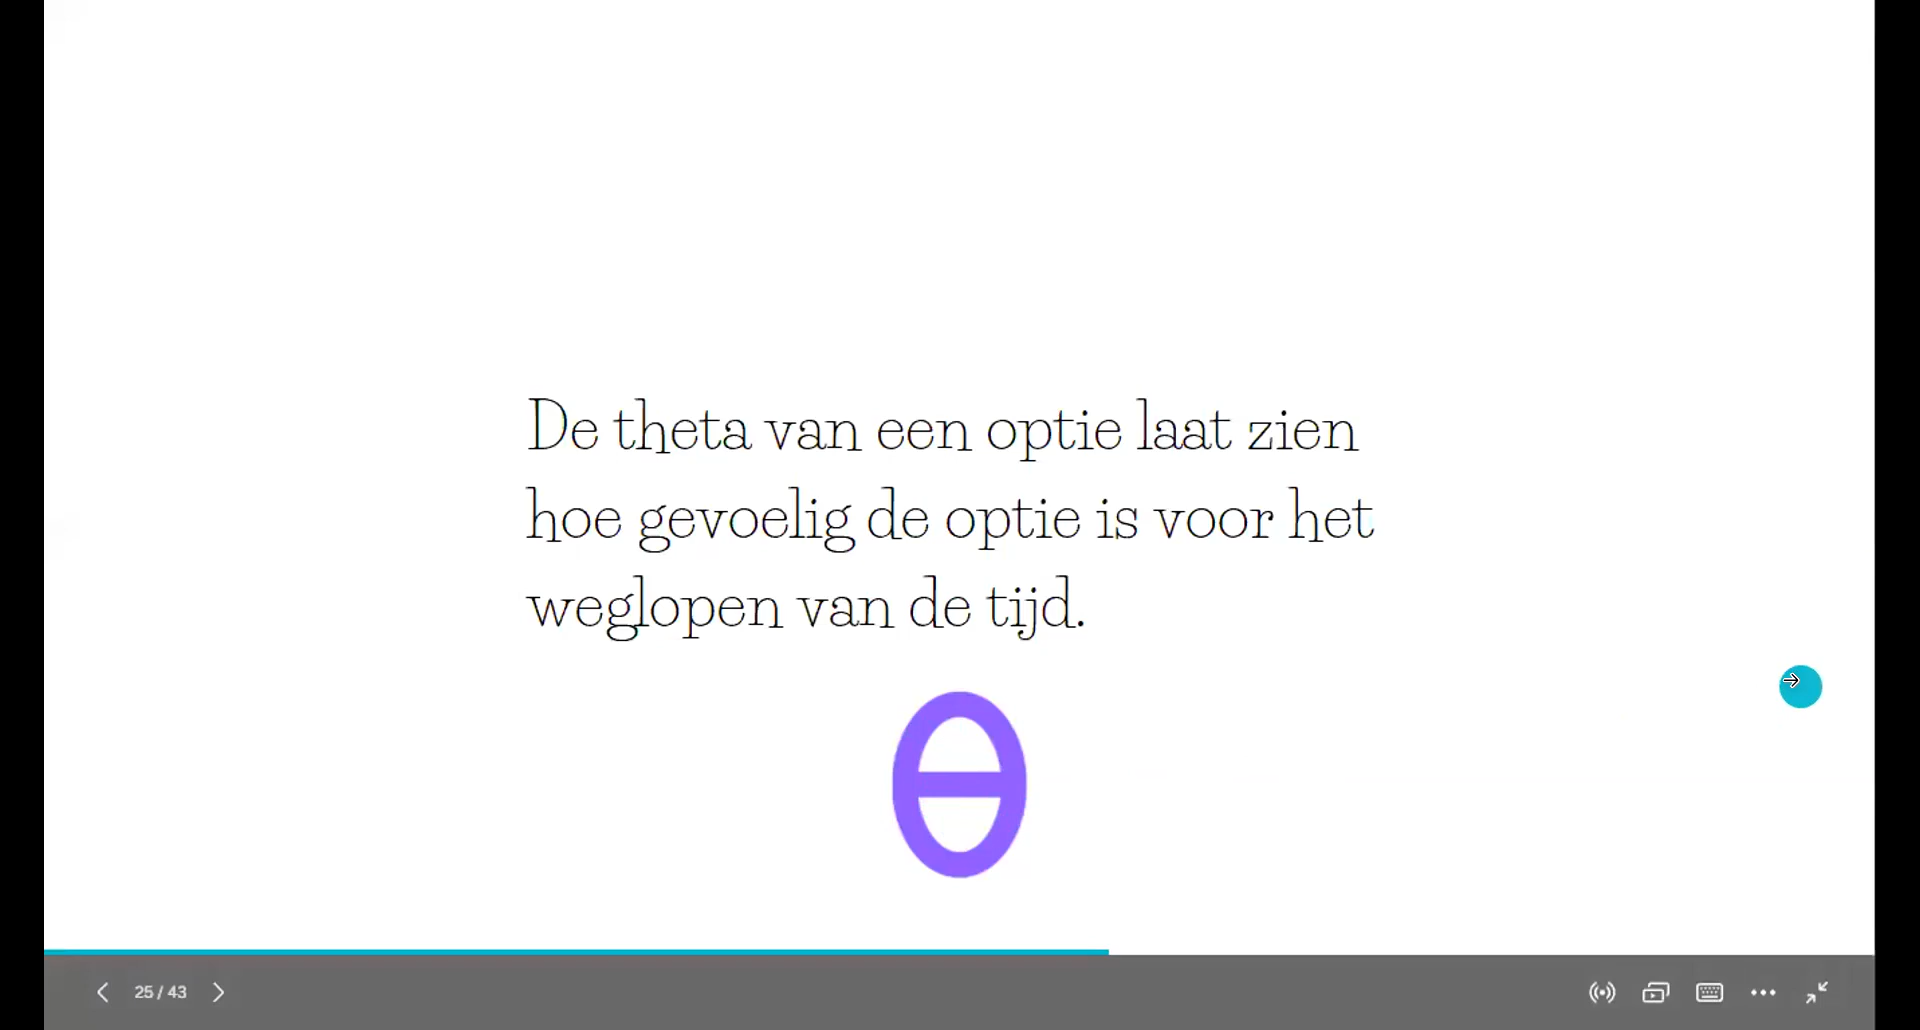 De theta van een optie laat zien
hoe gevoelig de optie is voor het
weglopen van de tijd.
θ
25 / 43